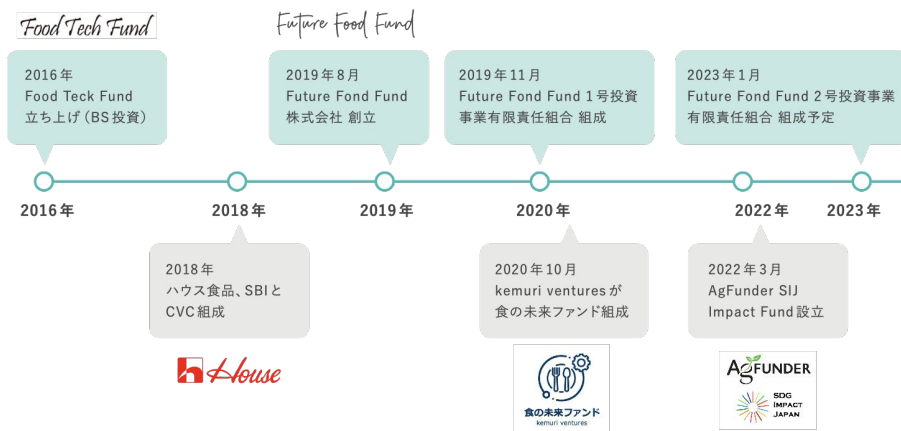 Food Tech Fund
Future Food Fund
2016年
Food Teck Fund
立ち上げ（BS投資）
2019年8月
Future Fond Fund
株式会社 創立
2019年11月
Future Fond Fund 1号投資
事業有限責任組合 組成
2023年1月
Future Fond Fund 2号投資事業
有限責任組合 組成予定
2016年
2018年
2019年
2020年
2022年
2023年
2018年
ハウス食品、SBIと
CVC組成
2020年10月
kemuri venturesが
食の未来ファンド組成
2022年3月
AgFunder SIJ
Impact Fund設立
House
食の未来ファンド
kemuri ventures
AgFUNDER
SDG
IMPACT
JAPAN